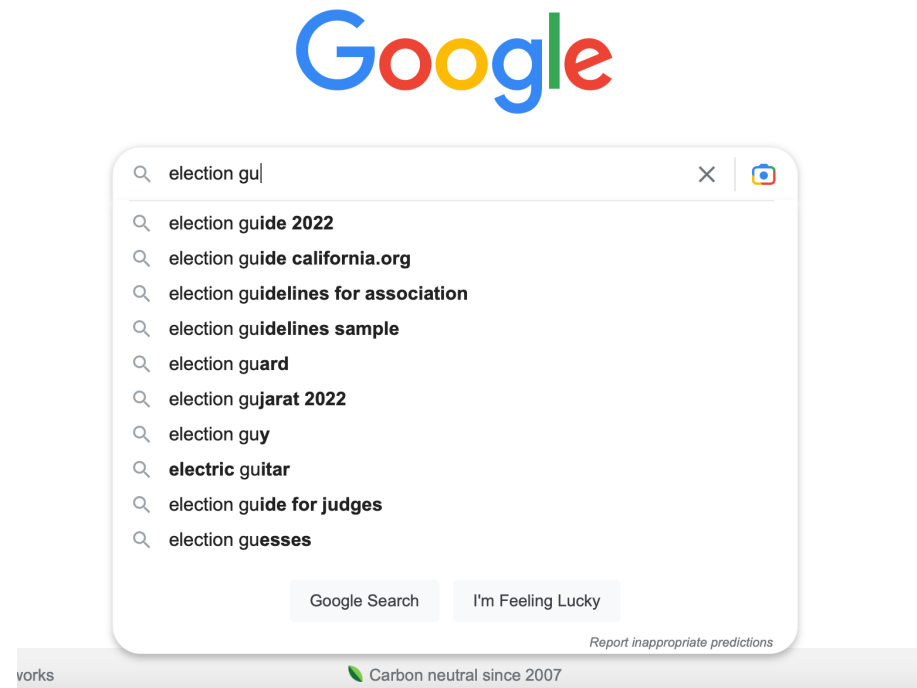 Google
election gu
election guide 2022
election guide california.org
election guidelines for association
election guidelines sample
election guard
election gujarat 2022
election guy
electric guitar
election guide for judges
election guesses
Google Search I'm Feeling Lucky
Report inappropriate predictions
works Carbon neutral since 2007